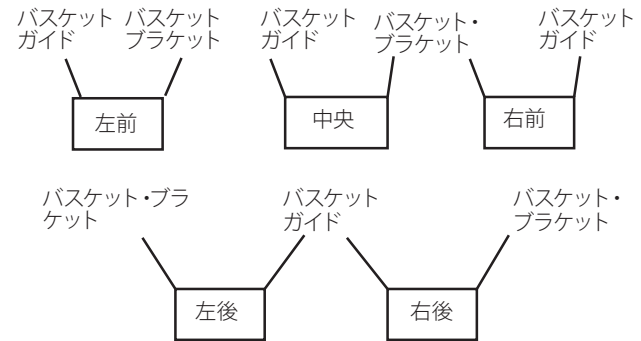 バスケット
ガイド
バスケット
ブラケット
バスケット
ガイド
バスケット・
ブラケット
バスケット
ガイド
左前
中央
右前
バスケット・ブラ
ケット
バスケット
ガイド
バスケット・
ブラケット
左後
右後